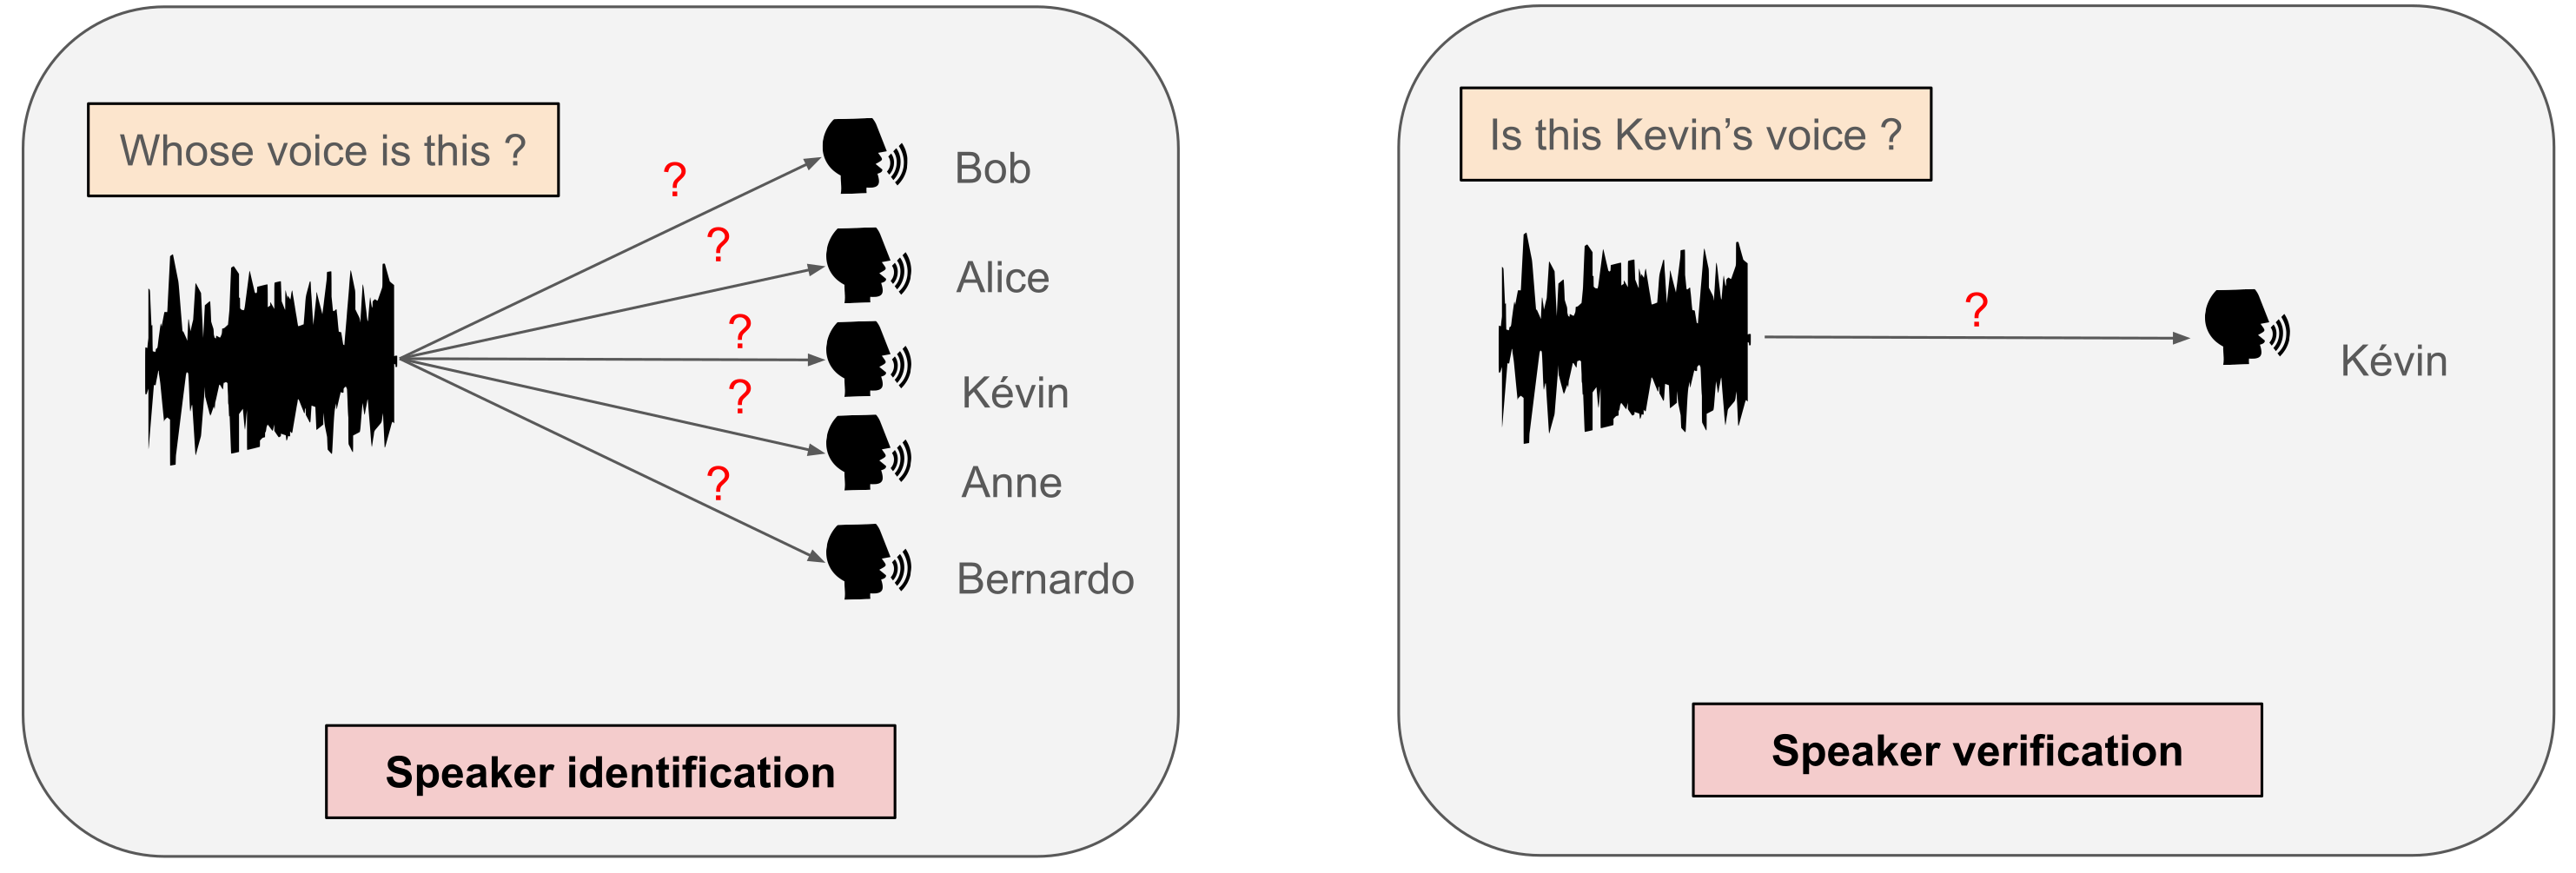 Whose voice is this ?
?
Bob
?
Alice
?
Kévin
?
Anne
?
Bernardo
Speaker identification
Is this Kevin’s voice ?
?
Kévin
Speaker verification